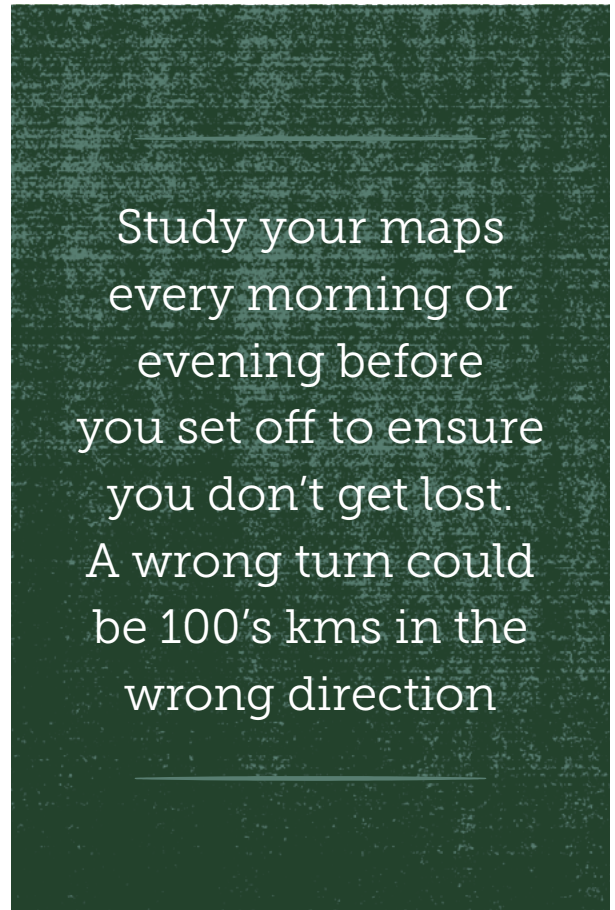 Study your maps
every morning or
evening before
you set off to ensure
you don’t get lost.
A wrong turn could
be 100’s kms in the
wrong direction